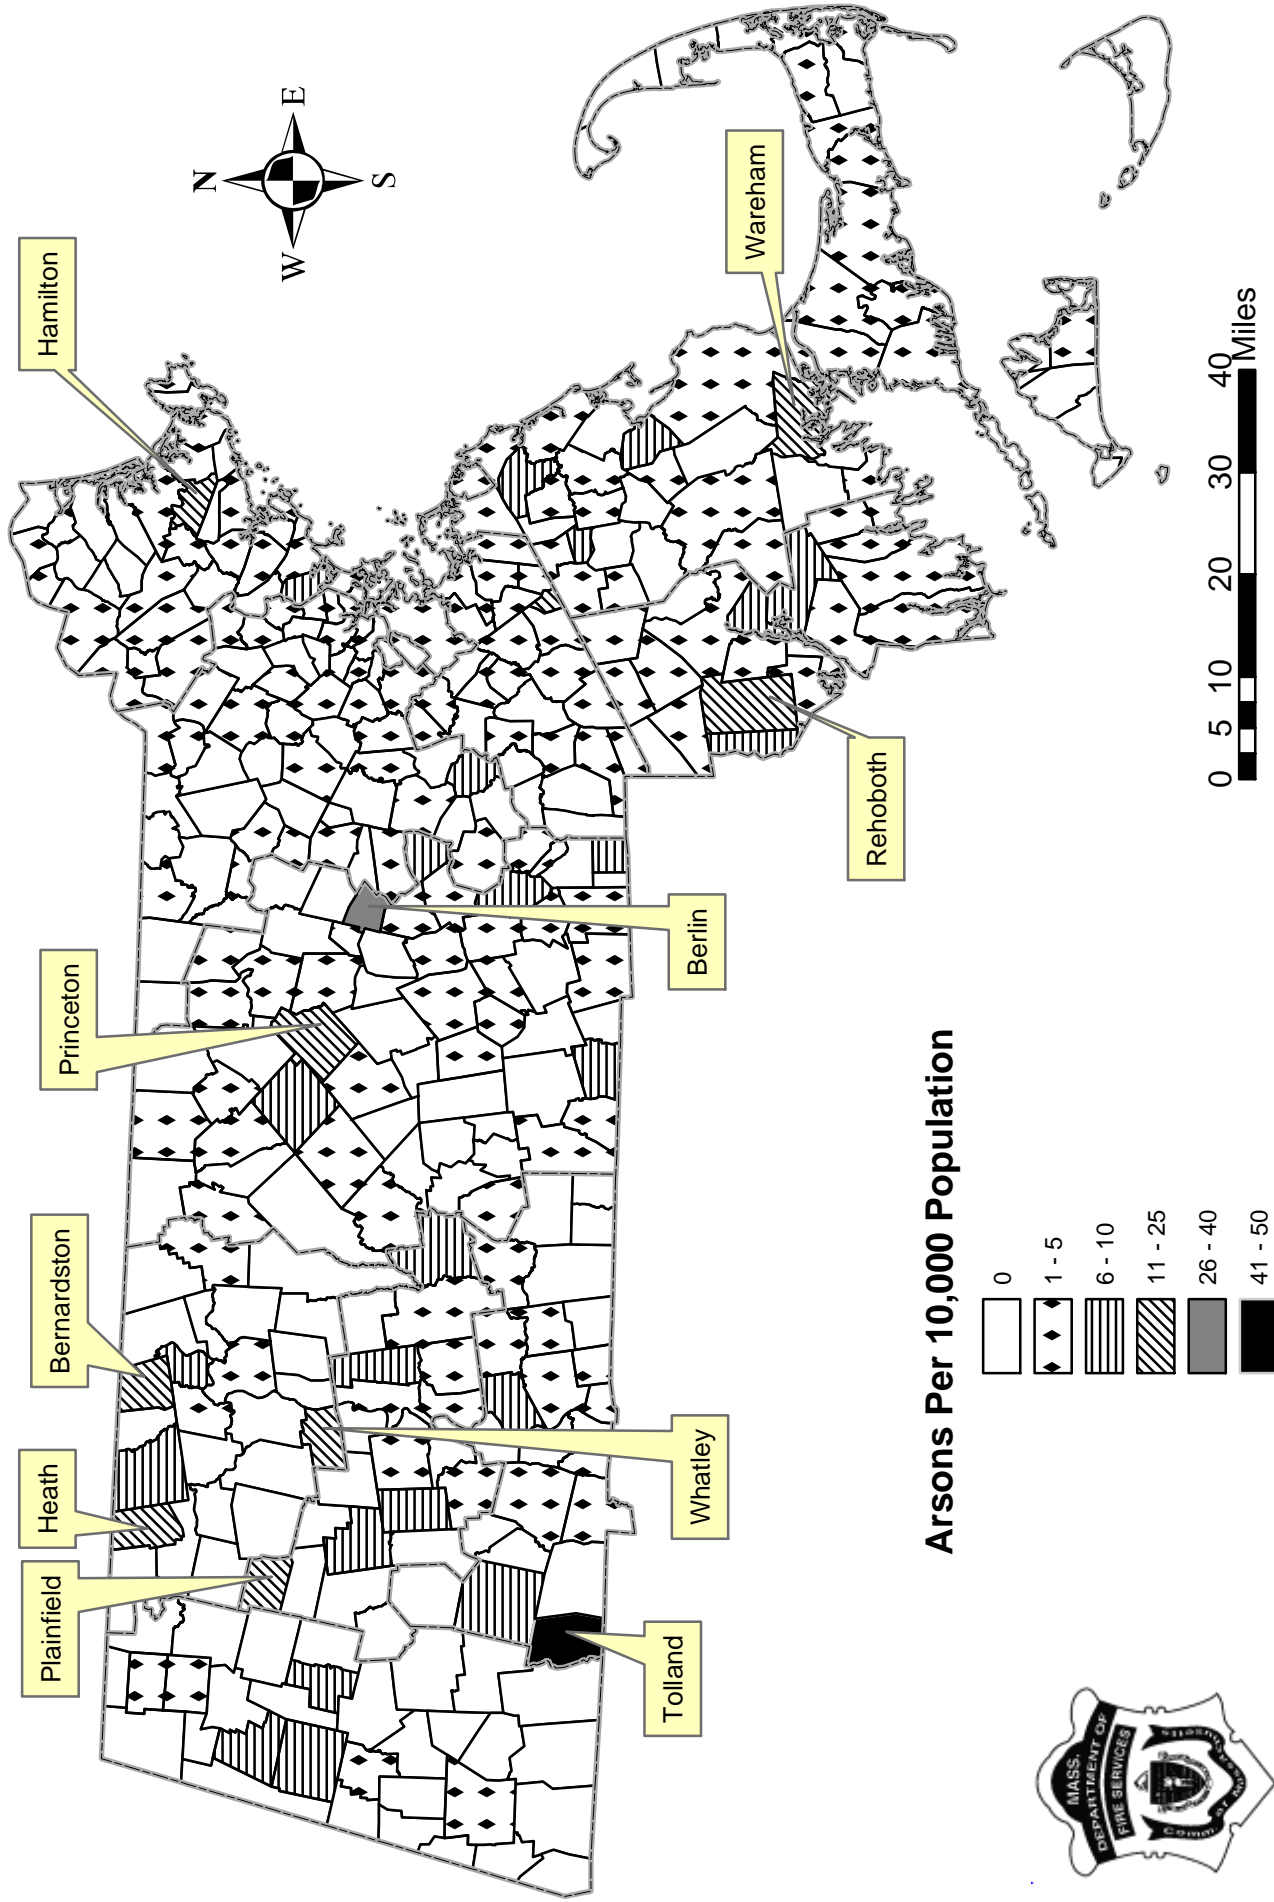 Hamilton
N
W
E
S
Wareham
Princeton
Bernardston
Heath
Plainfield
Rehoboth
Berlin
Whatley
Tolland
Arsons Per 10,000 Population
0
1 - 5
6 - 10
11 - 25
26 - 40
41 - 50
0 5 10 20 30 40
Miles
MASS.
DEPARTMENT OF
FIRE SERVICES